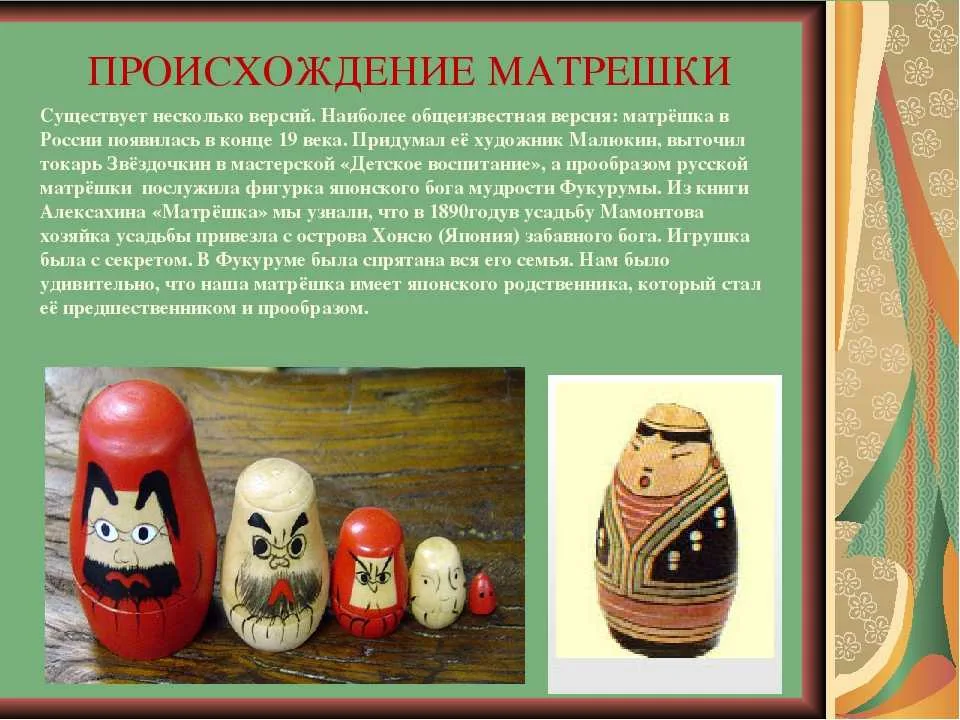 ПРОИСХОЖДЕНИЕ МАТРЕШКИ
Существует несколько версий. Наиболее общеизвестная версия: матрёшка в
России появилась в конце 19 века. Придумал её художник Малюкин, выточил
токарь Звёздочкин в мастерской «Детское воспитание», а прообразом русской
матрёшки послужила фигурка японского бога мудрости Фукурумы. Из книги
Алексахина «Матрёшка» мы узнали, что в 1890годув усадьбу Мамонтова
хозяйка усадьбы привезла с острова Хонсю (Япония) забавного бога. Игрушка
была с секретом. В Фукуруме была спрятана вся его семья. Нам было
удивительно, что наша матрёшка имеет японского родственника, который стал
её предшественником и прообразом.